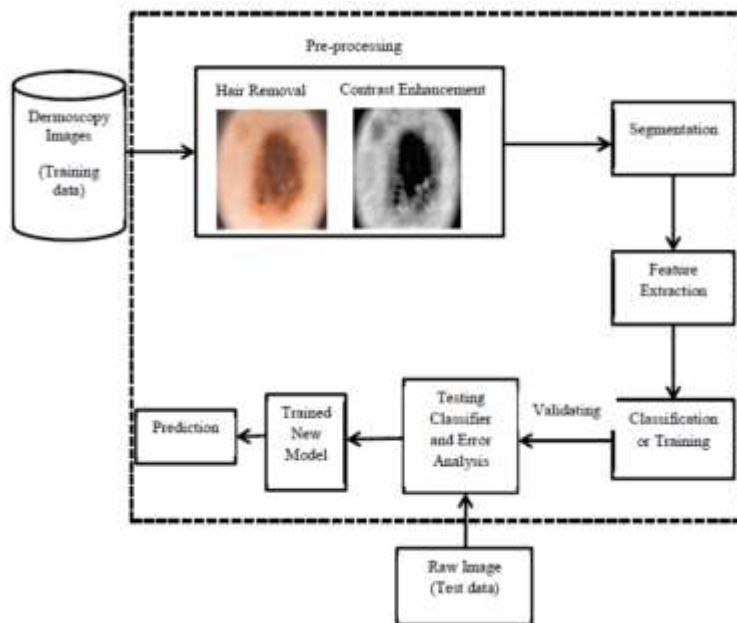 Pre-processing
Hair Removal
Contrast Enhancement
Dermoscopy
Images
(Training
data)
Segmentation
Feature
Extraction
Classification
or Training
Validating
Testing
Classifier
and Error
Analysis
Trained
New
Model
Prediction
Raw Image
(Test data)